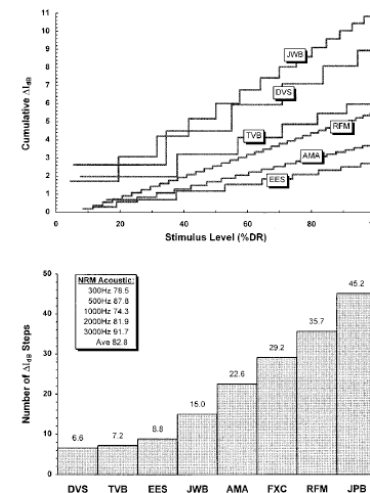 11
10
9
8
7
6
5
4
3
2
1
0
Cumulative ΔIdB
JWB
DVS
TVB
RFM
AMA
EES
0 20 40 60 80 100
Stimulus Level (%DR)
50
40
30
20
10
0
Number of ΔIdB Steps
NRM Acoustic:
300Hz 78.5
500Hz 87.8
1000Hz 74.3
2000Hz 81.9
3000Hz 91.7
Ave 82.8
6.6 7.2 8.8 15.0 22.6 29.2 35.7 45.2
DVS TVB EES JWB AMA FXC RFM JPB